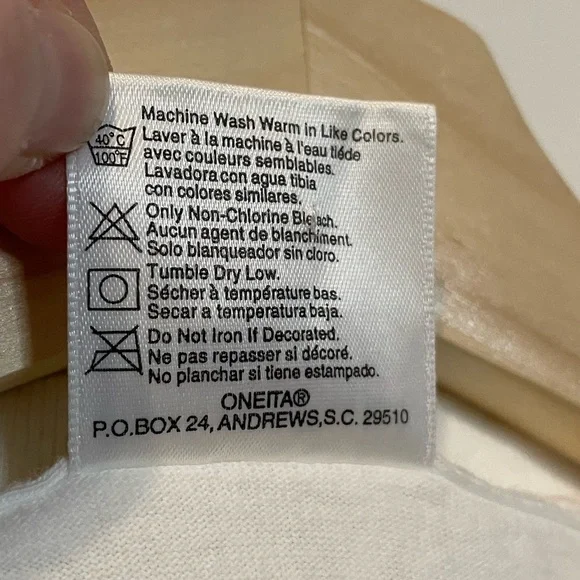 Machine Wash Warm in Like Colors.
40°C
100°F
Laver à la machine à l'eau tiéde
avec couleurs semblables.
Lavadora con agua tibia
con colores similares.
Only Non-Chlorine Bleach.
Aucun agent de blanchiment.
Solo blanqueador sin cloro.
Tumble Dry Low.
Sécher à température bas.
Secar a temperatura baja.
Do Not Iron If Decorated.
Ne pas repasser si décoré.
No planchar si tiene estampado.
ONEITA®
P.O.BOX 24, ANDREWS,S.C. 29510